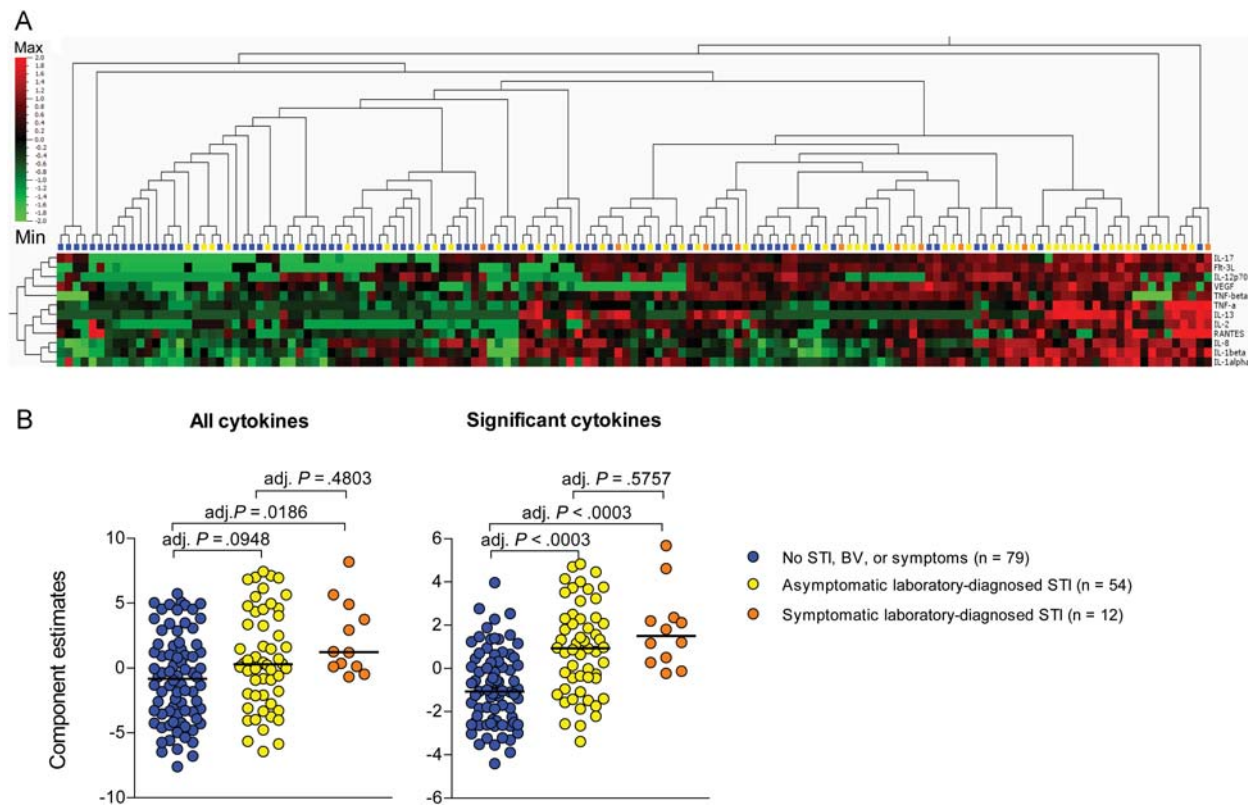 A
Max
2.0
1.8
1.6
1.4
1.2
1.0
0.8
0.6
0.4
0.2
0.0
-0.2
-0.4
-0.6
-0.8
-1.0
-1.2
-1.4
-1.6
-1.8
-2.0
Min
IL-17
Flt-3L
IL-12p70
VEGF
TNF-beta
TNF-a
IL-13
IL-2
RANTES
IL-8
IL-1beta
IL-1alpha
B
All cytokines
Significant cytokines
adj. P = .4803
adj.P = .0186
adj. P = .0948
adj. P = .5757
adj. P < .0003
adj. P < .0003
Component estimates
10
5
0
-5
-10
6
4
2
0
-2
-4
-6
No STI, BV, or symptoms (n = 79)
Asymptomatic laboratory-diagnosed STI (n = 54)
Symptomatic laboratory-diagnosed STI (n = 12)